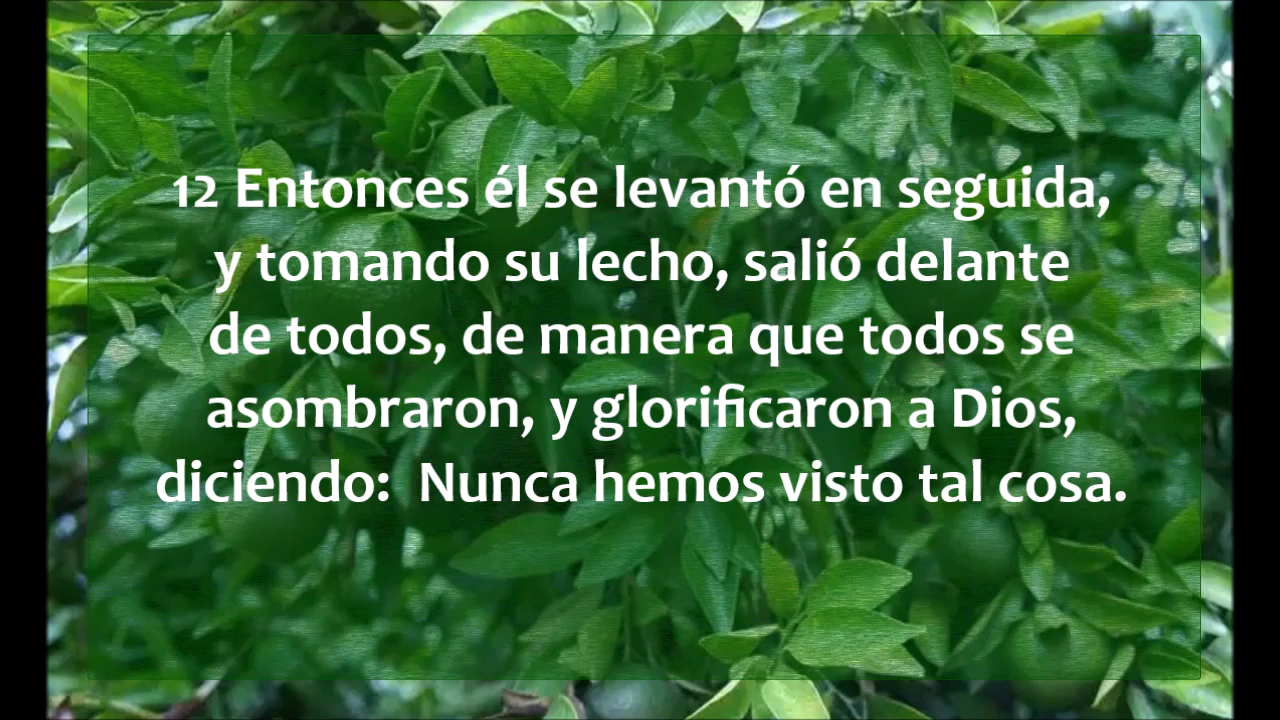 12 Entonces él se levantó en seguida,
y tomando su lecho, salió delante
de todos, de manera que todos se
asombraron, y glorificaron a Dios,
diciendo:  Nunca hemos visto tal cosa.